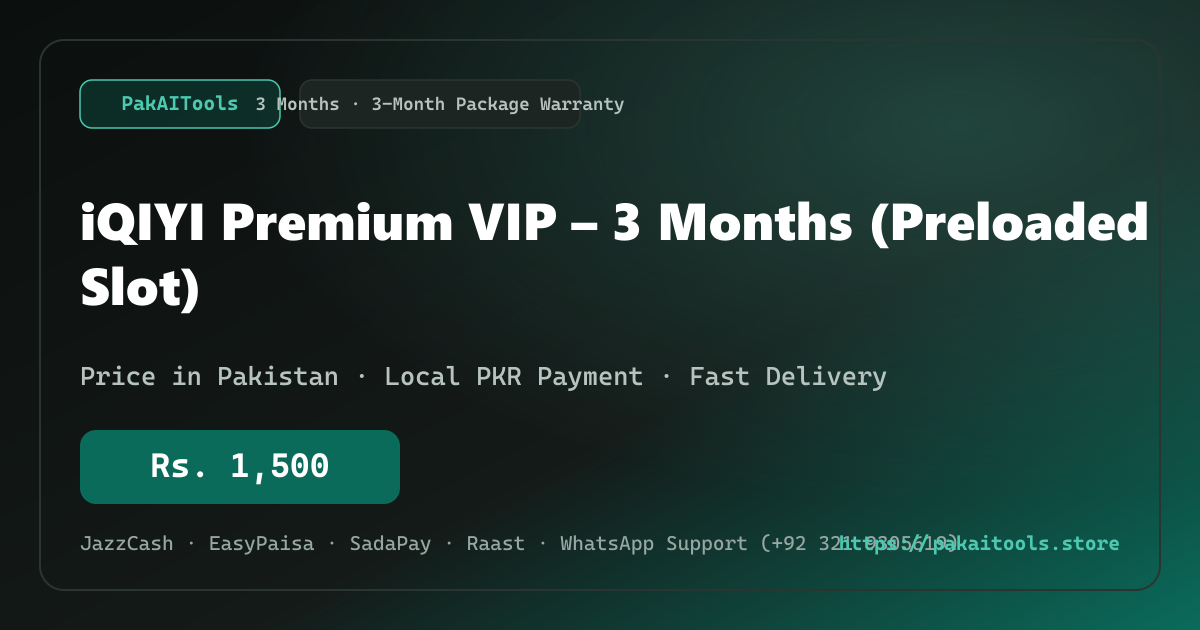 PakAITools 3 Months · 3-Month Package Warranty
iQIYI Premium VIP – 3 Months (Preloaded
Slot)
Price in Pakistan · Local PKR Payment · Fast Delivery
Rs. 1,500
JazzCash · EasyPaisa · SadaPay · Raast · WhatsApp Support (+92 321 https://pakaitools.store